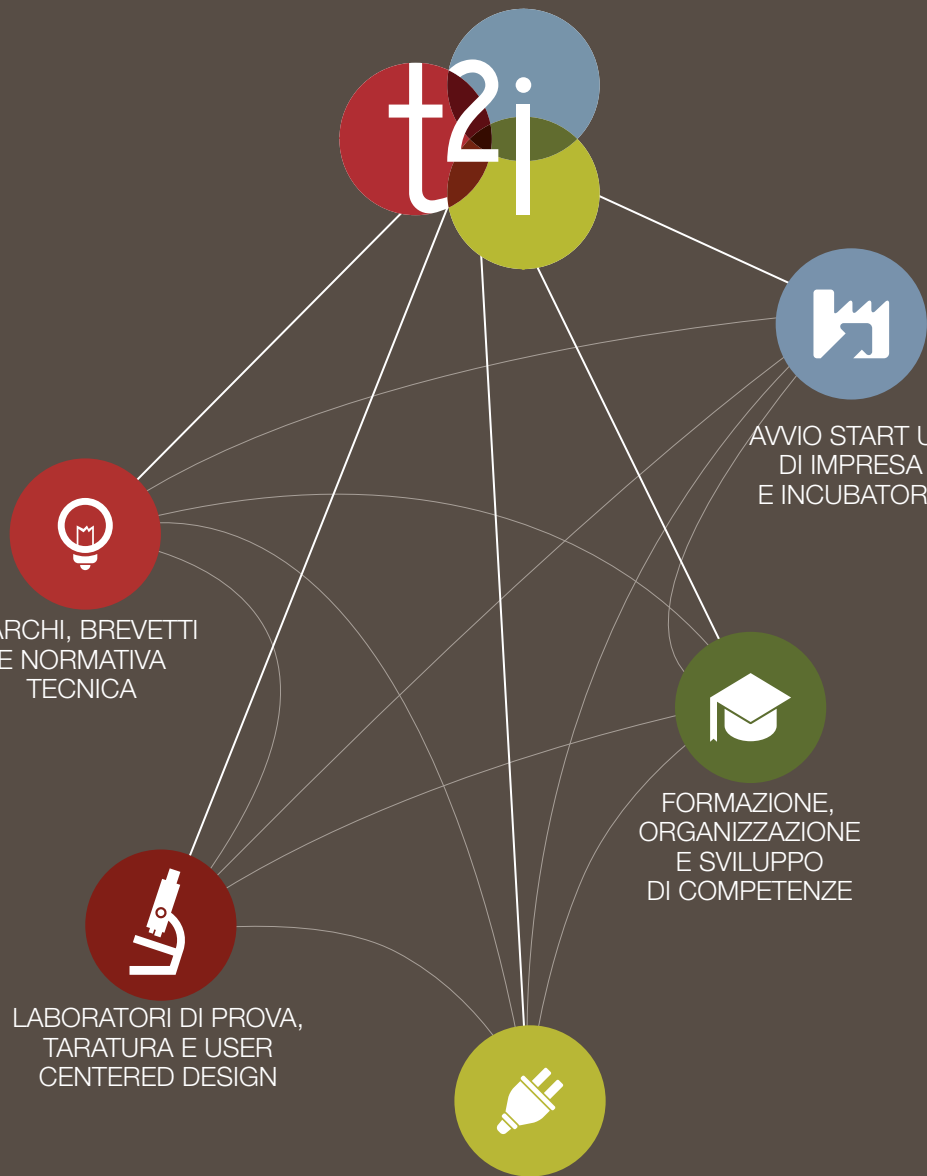 t2i
AVVIO START U
DI IMPRESA
E INCUBATOR
ARCHI, BREVETTI
E NORMATIVA
TECNICA
FORMAZIONE,
ORGANIZZAZIONE
E SVILUPPO
DI COMPETENZE
LABORATORI DI PROVA,
TARATURA E USER
CENTERED DESIGN